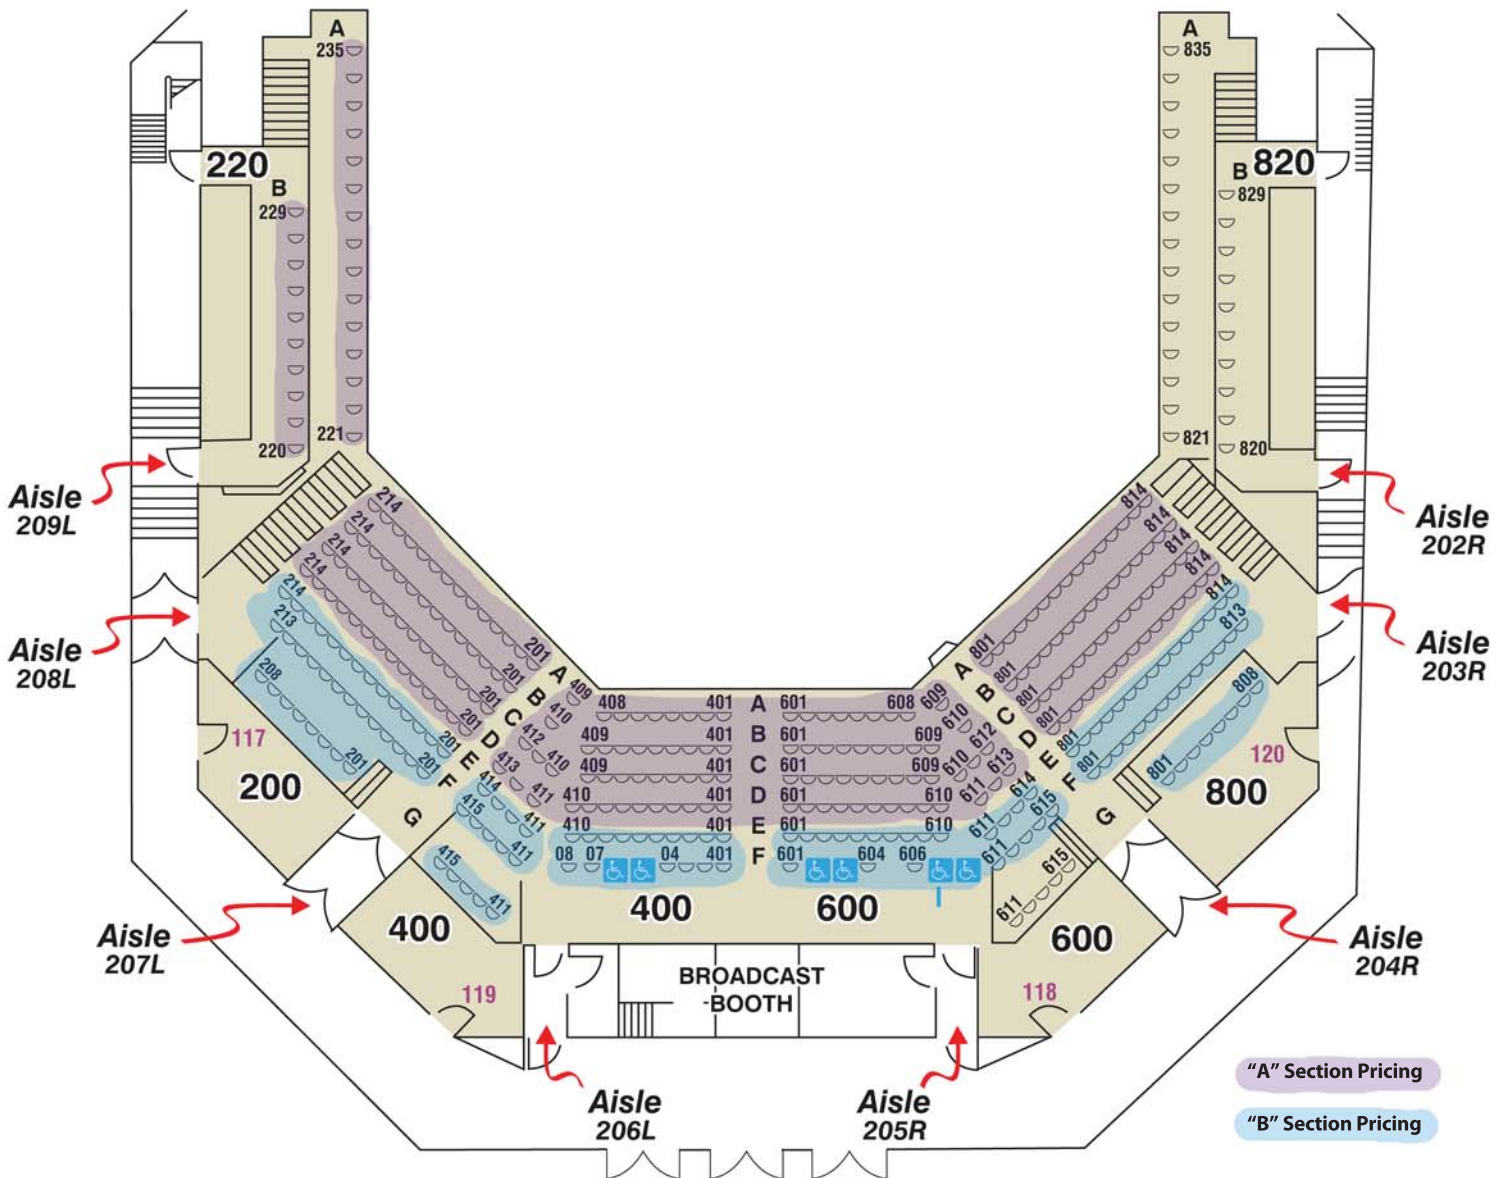 A
235
220
B
229
220
221
A
835
B 820
829
821
820
Aisle
209L
Aisle
202R
Aisle
208L
Aisle
203R
214
214
214
214
214
213
208
201
201
201
201
201
201
201
A
B
C
D
E
F
G
117
200
814
814
814
814
814
813
808
801
801
801
801
801
801
801
A
B
C
D
E
F
G
120
800
409
410
412
413
414
415
410
411
411
411
415
411
408 401 A 601 608
409 401 B 601 609
409 401 C 601 609
410 401 D 601 610
410 401 E 601 610
08 07 04 401 F 601 604 606
609
610
612
613
614
615
610
611
611
611
615
611
400 600
400
600
119
118
BROADCAST
BOOTH
Aisle
207L
Aisle
204R
Aisle
206L
Aisle
205R
"A" Section Pricing
"B" Section Pricing